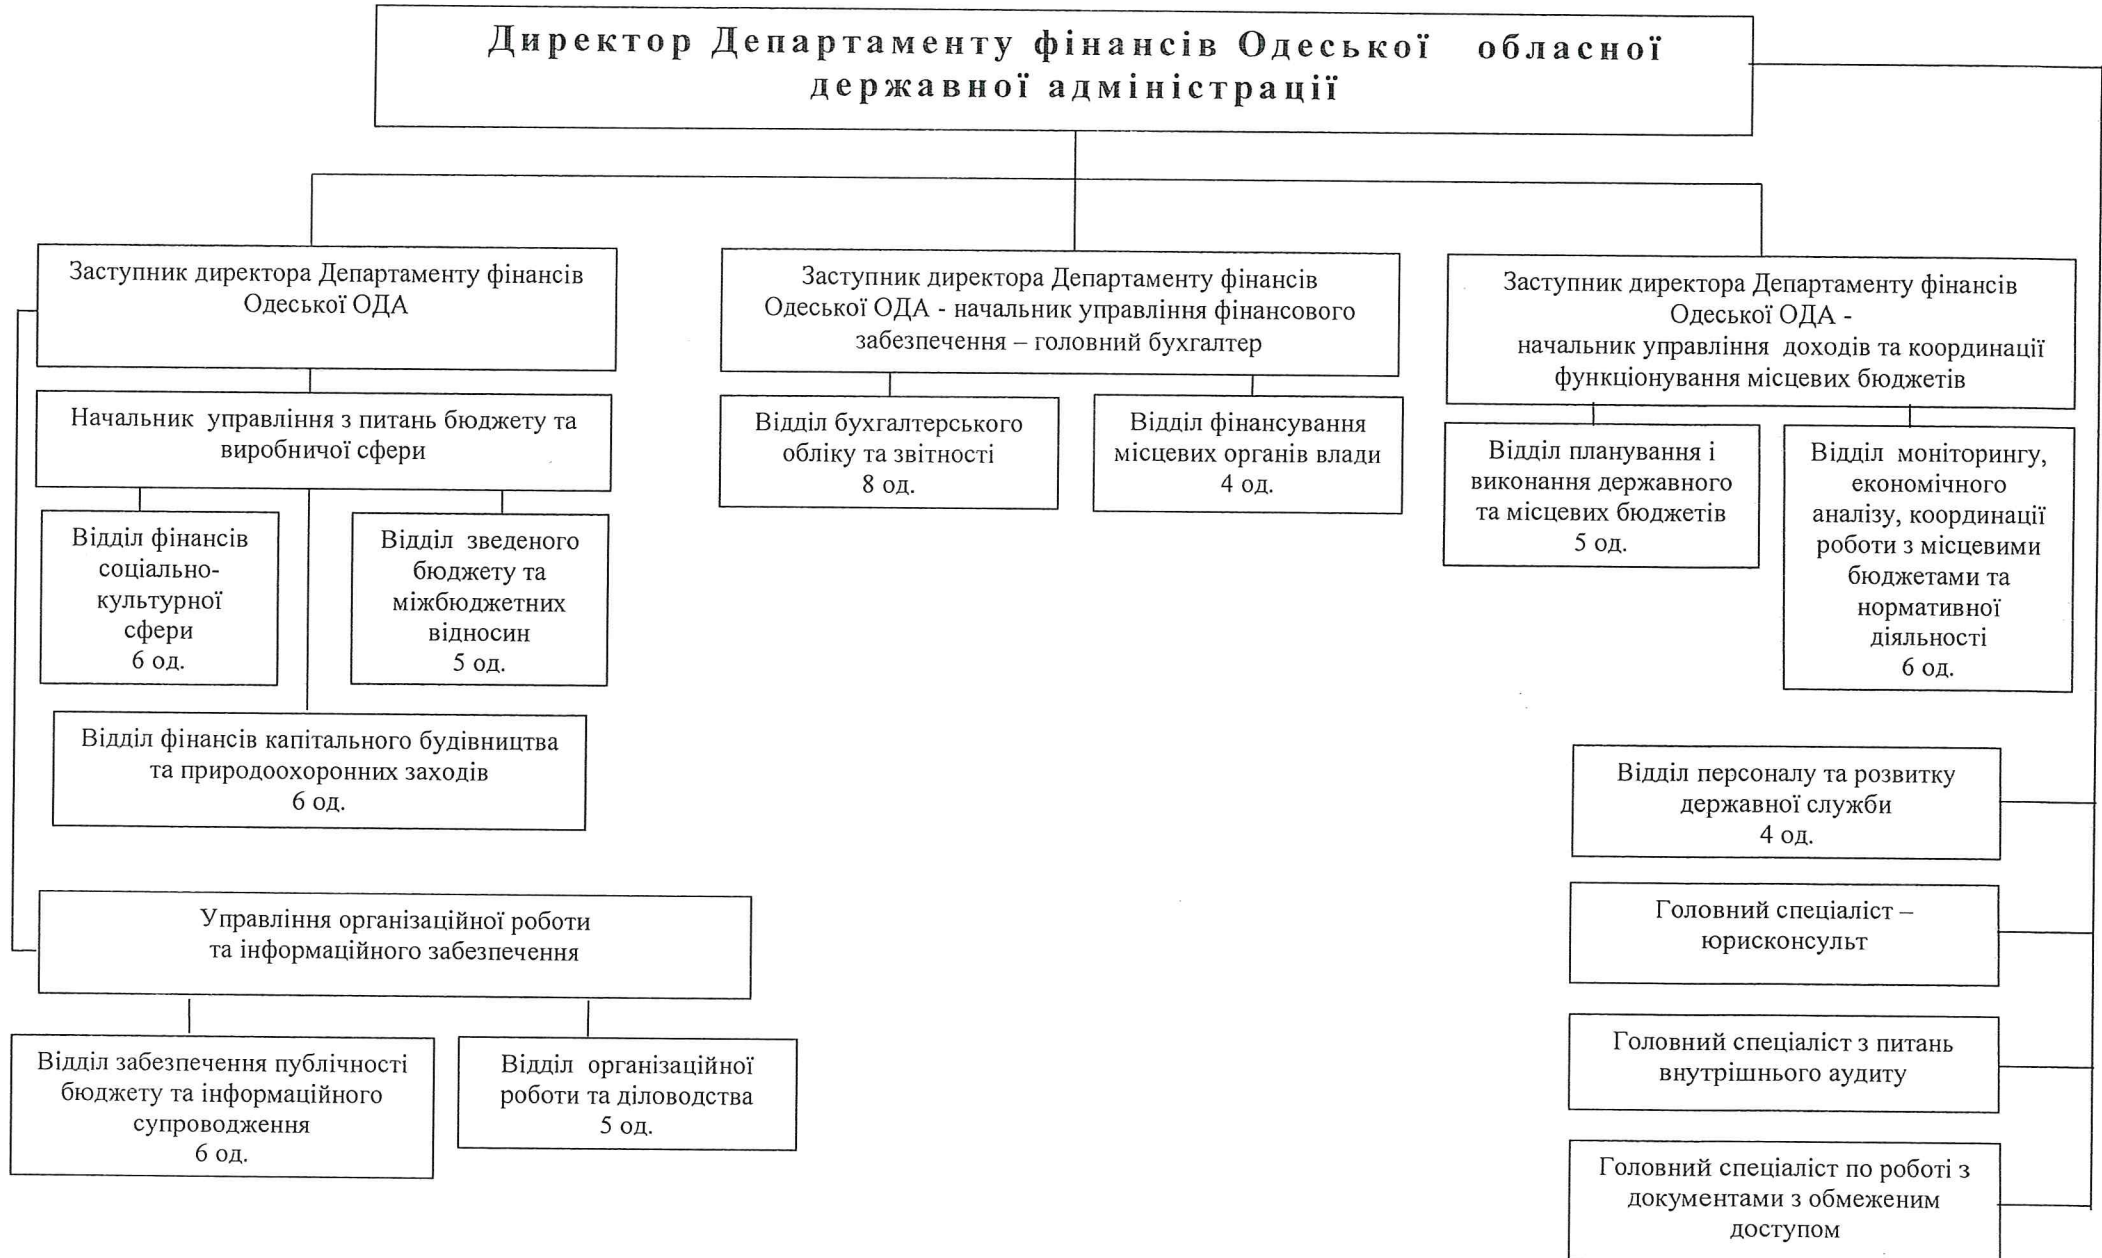 Директор Департаменту фінансів Одеської обласної
державної адміністрації
Заступник директора Департаменту фінансів
Одеської ОДА
Заступник директора Департаменту фінансів
Одеської ОДА - начальник управління фінансового
забезпечення – головний бухгалтер
Заступник директора Департаменту фінансів
Одеської ОДА -
начальник управління доходів та координації
функціонування місцевих бюджетів
Начальник управління з питань бюджету та
виробничої сфери
Відділ бухгалтерського
обліку та звітності
8 од.
Відділ фінансування
місцевих органів влади
4 од.
Відділ планування і
виконання державного
та місцевих бюджетів
5 од.
Відділ моніторингу,
економічного
аналізу, координації
роботи з місцевими
бюджетами та
нормативної
діяльності
6 од.
Відділ фінансів
соціально-
культурної
сфери
6 од.
Відділ зведеного
бюджету та
міжбюджетних
відносин
5 од.
Відділ фінансів капітального будівництва
та природоохоронних заходів
6 од.
Відділ персоналу та розвитку
державної служби
4 од.
Управління організаційної роботи
та інформаційного забезпечення
Головний спеціаліст –
юрисконсульт
Відділ забезпечення публічності
бюджету та інформаційного
супроводження
6 од.
Відділ організаційної
роботи та діловодства
5 од.
Головний спеціаліст з питань
внутрішнього аудиту
Головний спеціаліст по роботі з
документами з обмеженим
доступом